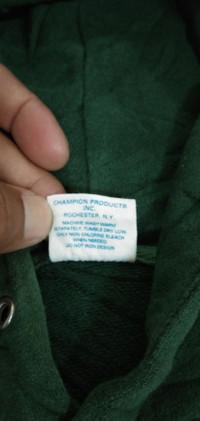 CHAMPION PRODUCTS
INC.
ROCHESTER, N.Y.
MACHINE WASH WARM
SEPARATELY. TUMBLE DRY LOW.
ONLY NON-CHLORINE BLEACH
WHEN NEEDED.
DO NOT IRON DESIGN